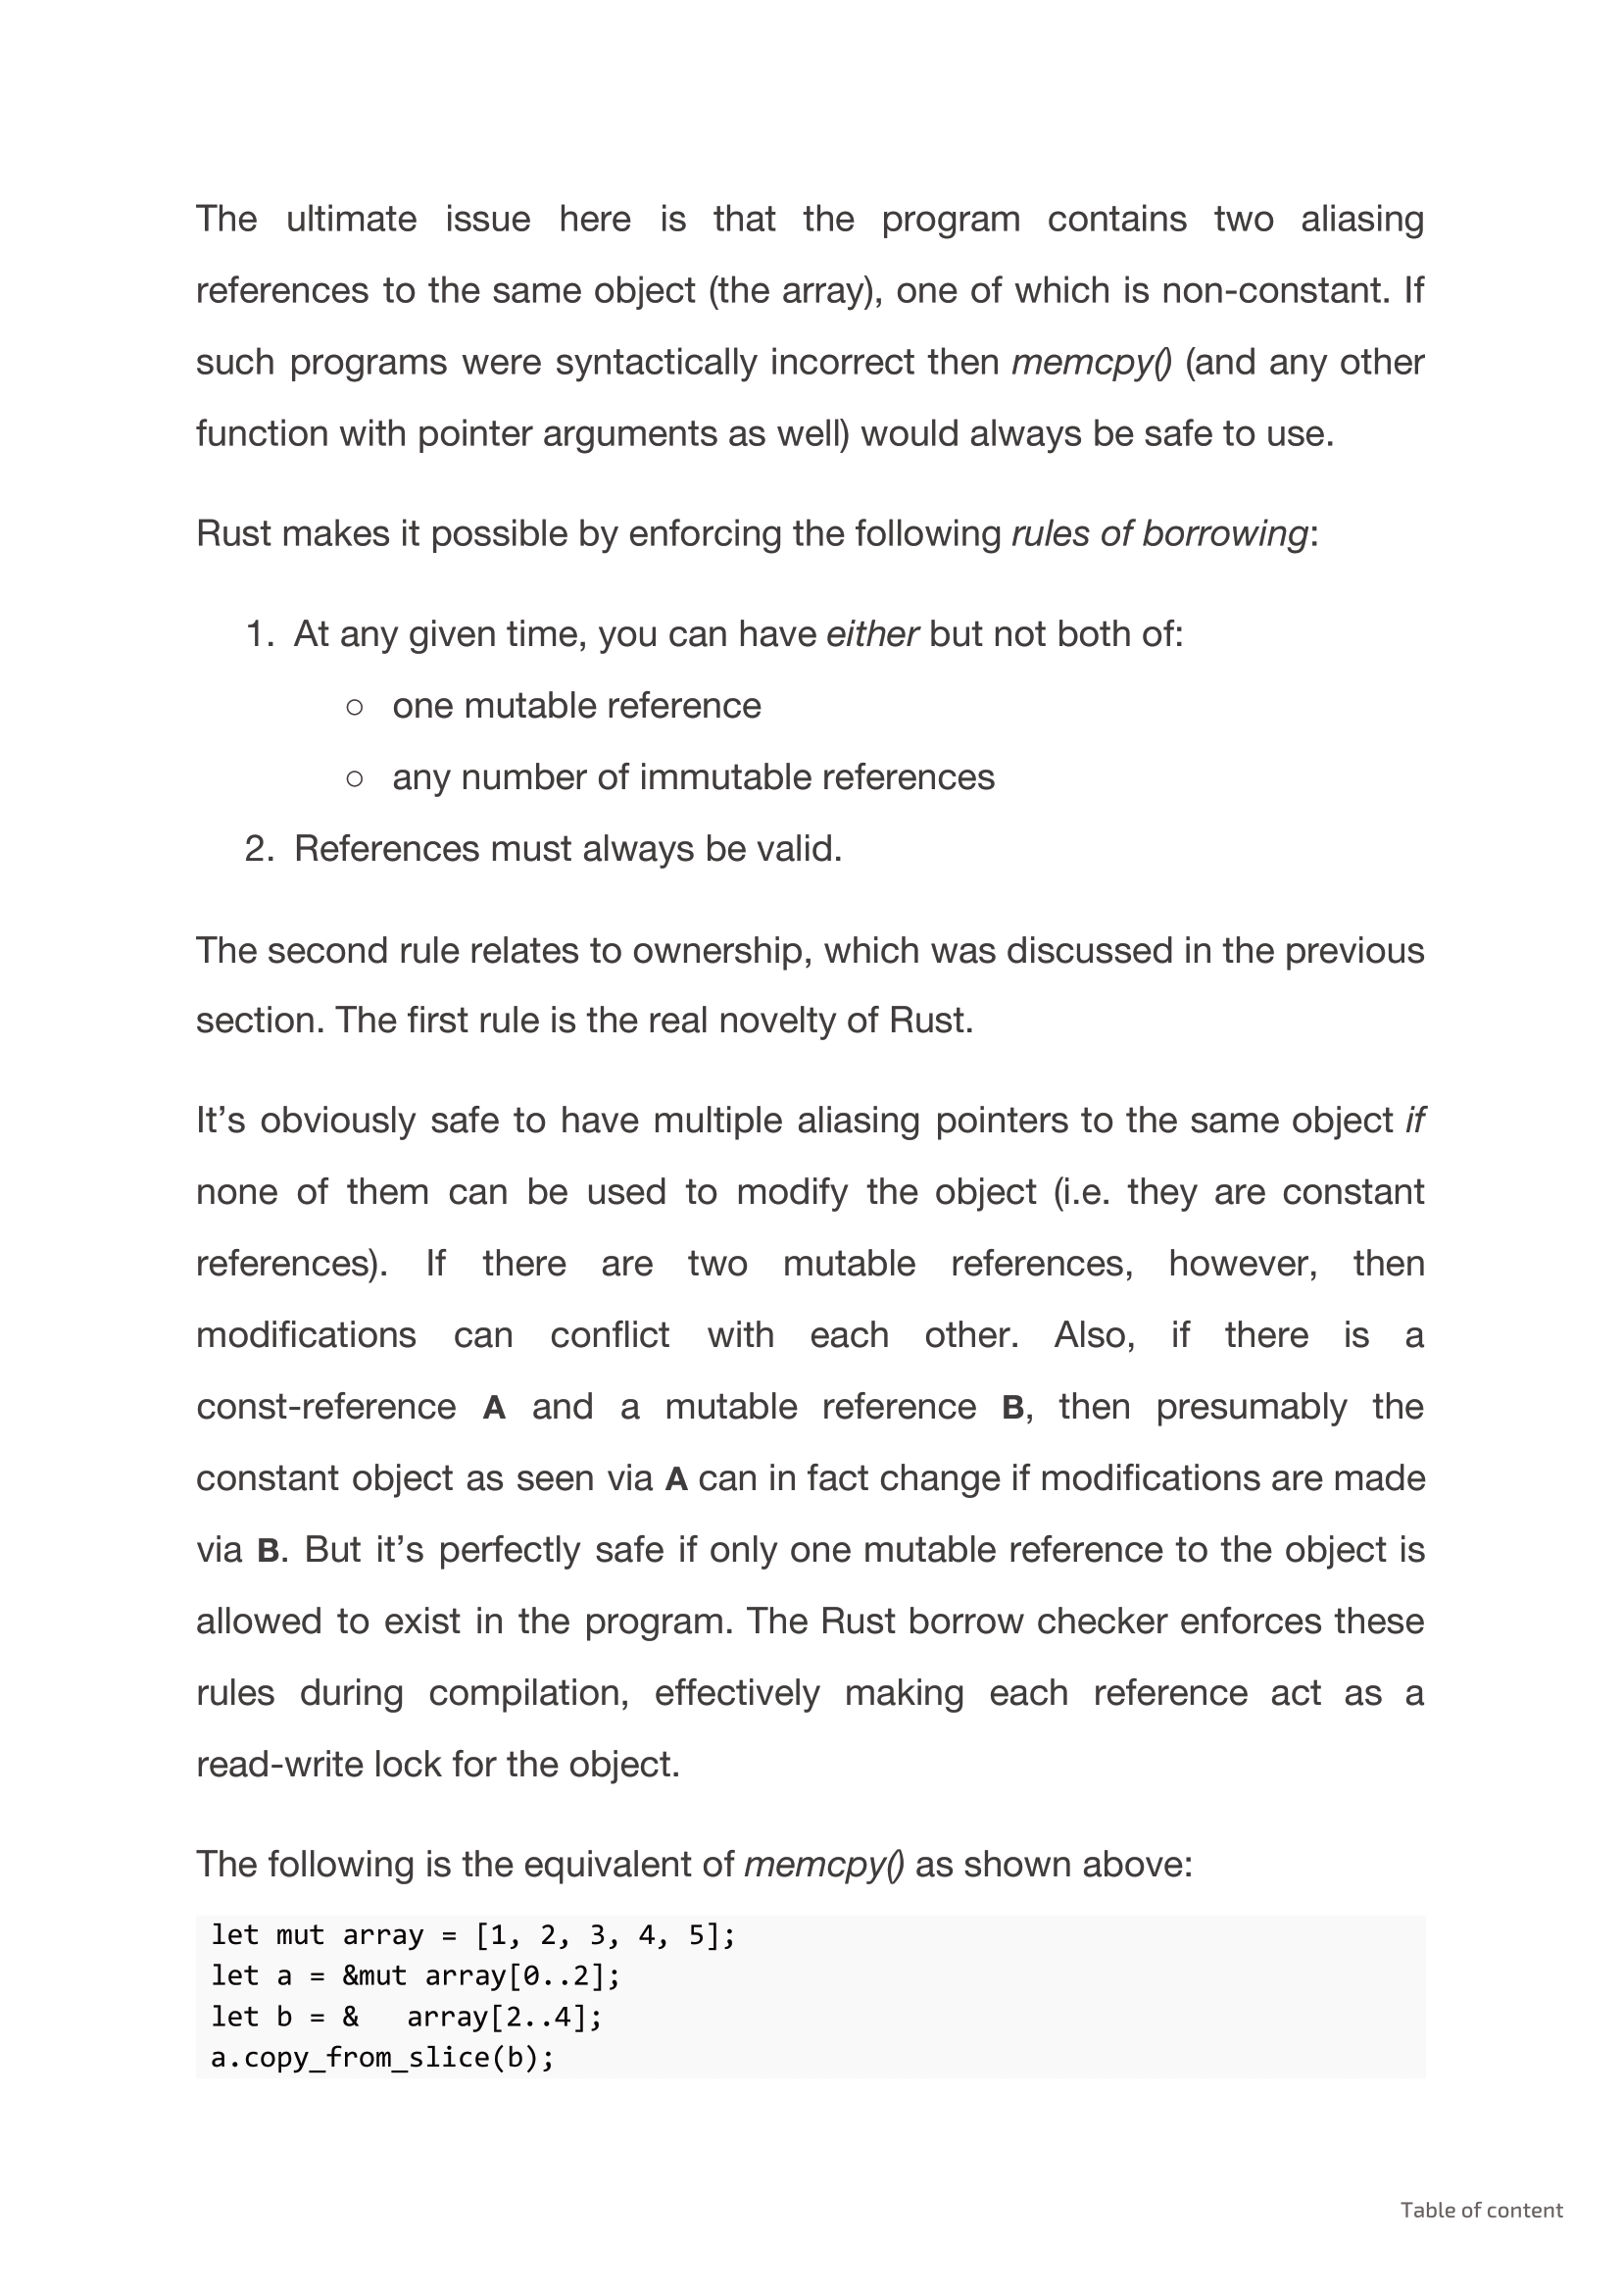 The ultimate issue here is that the program contains two aliasing
references to the same object (the array), one of which is non-constant. If
such programs were syntactically incorrect then memcpy() (and any other
function with pointer arguments as well) would always be safe to use.
Rust makes it possible by enforcing the following rules of borrowing:
1. At any given time, you can have either but not both of:
○ one mutable reference
○ any number of immutable references
2. References must always be valid.
The second rule relates to ownership, which was discussed in the previous
section. The first rule is the real novelty of Rust.
It’s obviously safe to have multiple aliasing pointers to the same object if
none of them can be used to modify the object (i.e. they are constant
references). If there are two mutable references, however, then
modifications can conflict with each other. Also, if there is a
const-reference A and a mutable reference B, then presumably the
constant object as seen via A can in fact change if modifications are made
via B. But it’s perfectly safe if only one mutable reference to the object is
allowed to exist in the program. The Rust borrow checker enforces these
rules during compilation, effectively making each reference act as a
read-write lock for the object.
The following is the equivalent of memcpy() as shown above:
let mut array = [1, 2, 3, 4, 5];
let a = &mut array[0..2];
let b = &   array[2..4];
a.copy_from_slice(b);
Table of content